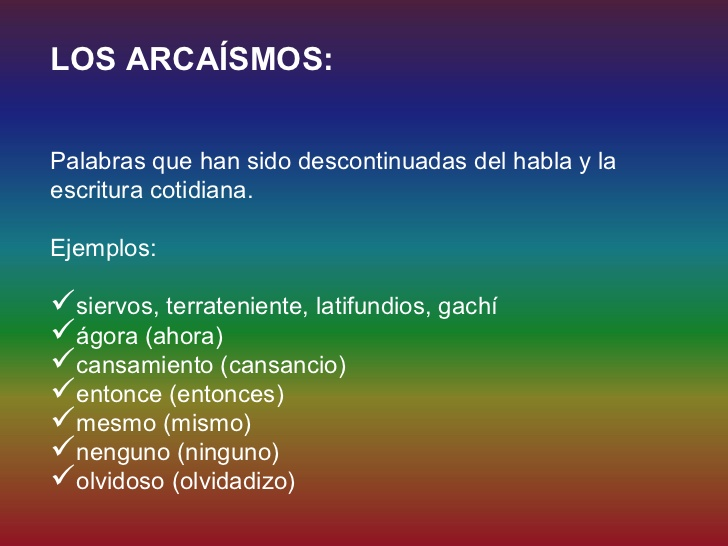 LOS ARCAÍSMOS:
Palabras que han sido descontinuadas del habla y la
escritura cotidiana.
Ejemplos:
✓siervos, terrateniente, latifundios, gachí
✓ágora (ahora)
✓cansamiento (cansancio)
✓entonce (entonces)
✓mesmo (mismo)
✓nenguno (ninguno)
✓olvidoso (olvidadizo)